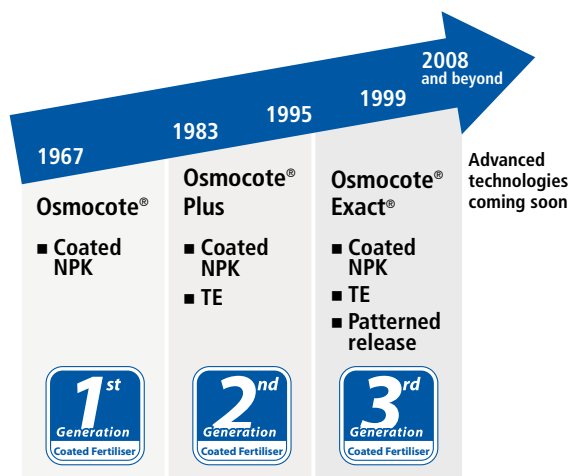 1967
1983
1995
1999
2008
and beyond
Osmocote®
■ Coated
NPK
1st
Generation
Coated Fertiliser
Osmocote®
Plus
■ Coated
NPK
■ TE
2nd
Generation
Coated Fertiliser
Osmocote®
Exact®
■ Coated
NPK
■ TE
■ Patterned
release
3rd
Generation
Coated Fertiliser
Advanced
technologies
coming soon